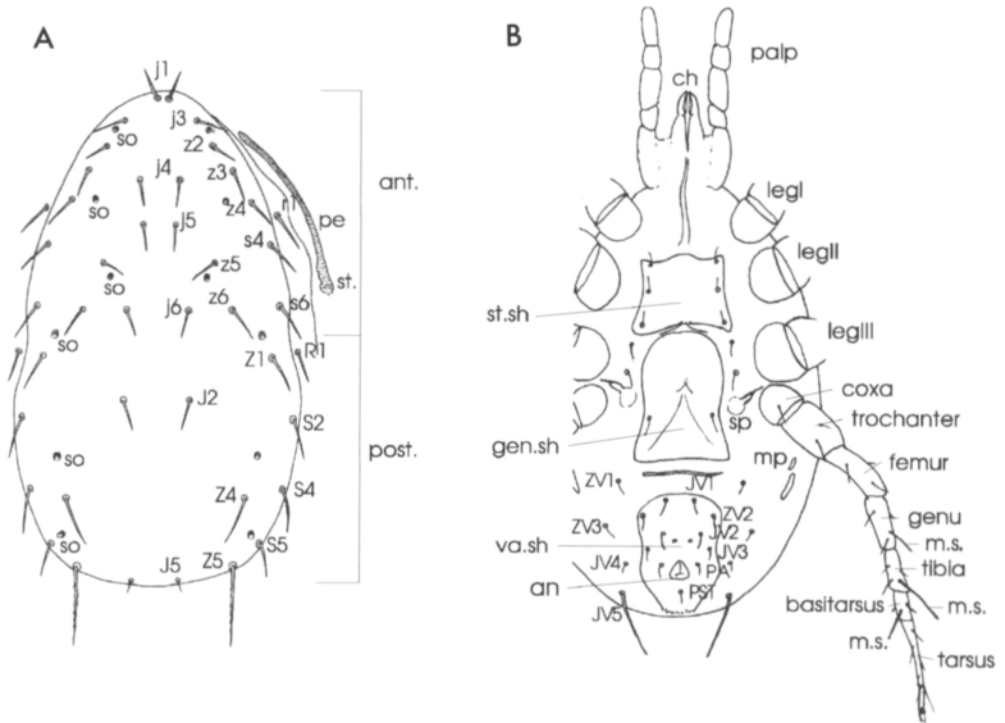 A
j1
j3
so
z2
z3
j4
so
z4
r1
j5
s4
pe
ant.
z5
so
st.
j6
z6
s6
so
Z1
R1
J2
S2
so
post.
Z4
S4
so
S5
J5
Z5
B
palp
ch
legI
legII
st.sh
legIII
coxa
trochanter
sp
gen.sh
femur
mp
ZV1
JV1
ZV2
genu
ZV3
JV2
m.s.
va.sh
JV3
JV4
PA
tibia
an
PST
basitarsus
m.s.
JV5
m.s.
tarsus